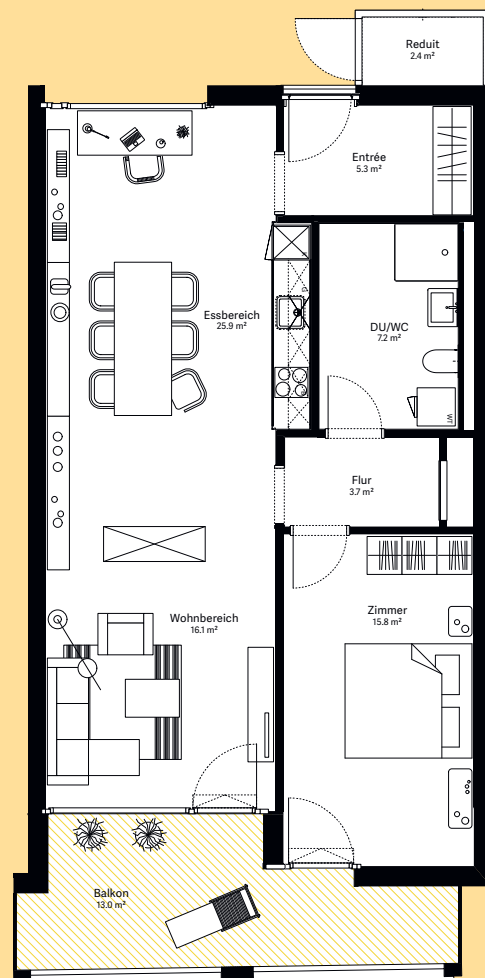 Reduit
2.4 m²
Entrée
5.3 m²
Essbereich
25.9 m²
DU/WC
7.2 m²
WT
Flur
3.7 m²
Wohnbereich
16.1 m²
Zimmer
15.8 m²
Balkon
13.0 m²